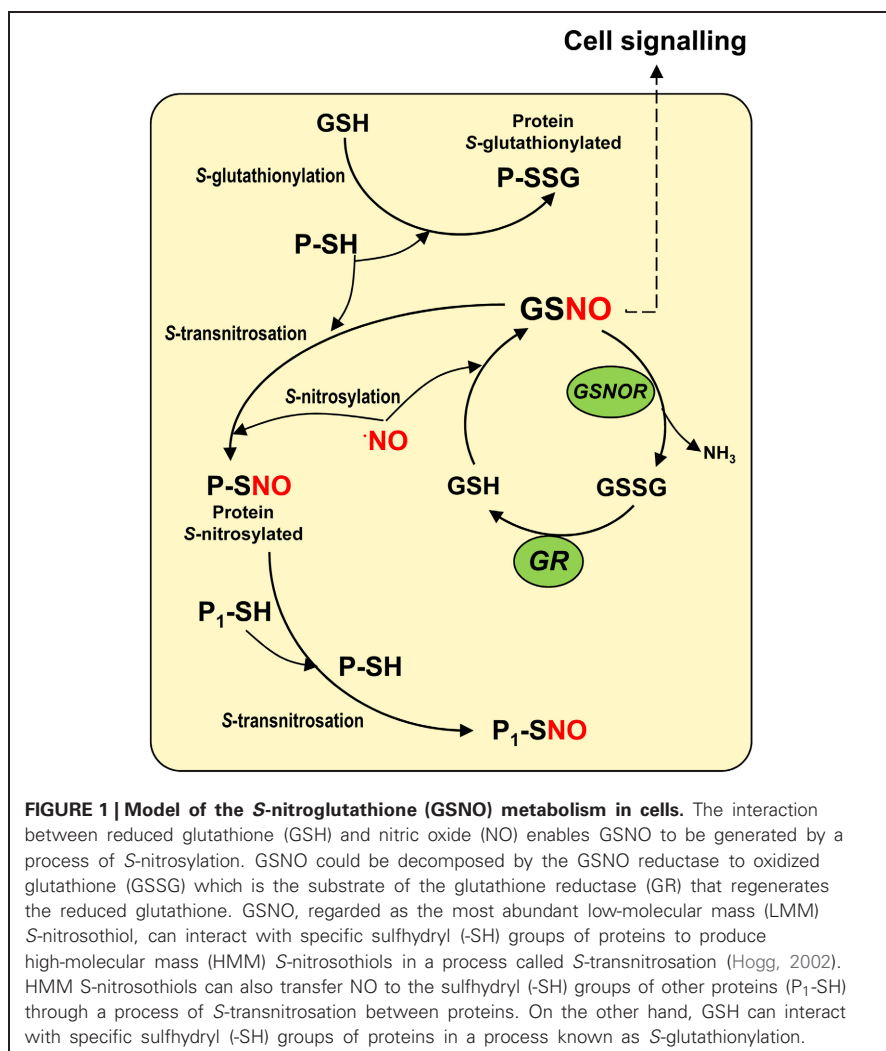 Cell signalling
GSH
Protein
S-glutathionylated
S-glutathionylation
P-SSG
P-SH
GSNO
S-transnitrosation
GSNOR
S-nitrosylation
·NO
NH₃
P-SNO
GSH
GSSG
Protein
S-nitrosylated
GR
P₁-SH
P-SH
S-transnitrosation
P₁-SNO
FIGURE 1 | Model of the S-nitroglutathione (GSNO) metabolism in cells. The interaction
between reduced glutathione (GSH) and nitric oxide (NO) enables GSNO to be generated by a
process of S-nitrosylation. GSNO could be decomposed by the GSNO reductase to oxidized
glutathione (GSSG) which is the substrate of the glutathione reductase (GR) that regenerates
the reduced glutathione. GSNO, regarded as the most abundant low-molecular mass (LMM)
S-nitrosothiol, can interact with specific sulfhydryl (-SH) groups of proteins to produce
high-molecular mass (HMM) S-nitrosothiols in a process called S-transnitrosation (Hogg, 2002).
HMM S-nitrosothiols can also transfer NO to the sulfhydryl (-SH) groups of other proteins (P₁-SH)
through a process of S-transnitrosation between proteins. On the other hand, GSH can interact
with specific sulfhydryl (-SH) groups of proteins in a process known as S-glutathionylation.